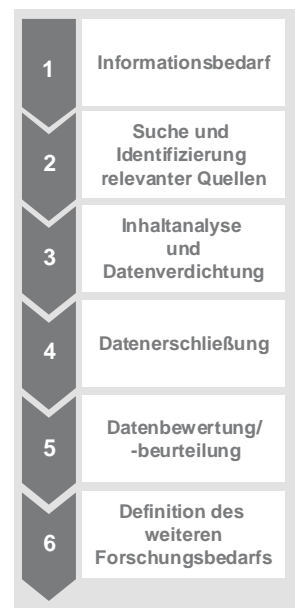 1
Informationsbedarf
2
Suche und
Identifizierung
relevanter Quellen
3
Inhaltanalyse
und
Datenverdichtung
4
Datenerschließung
5
Datenbewertung/
-beurteilung
6
Definition des
weiteren
Forschungsbedarfs